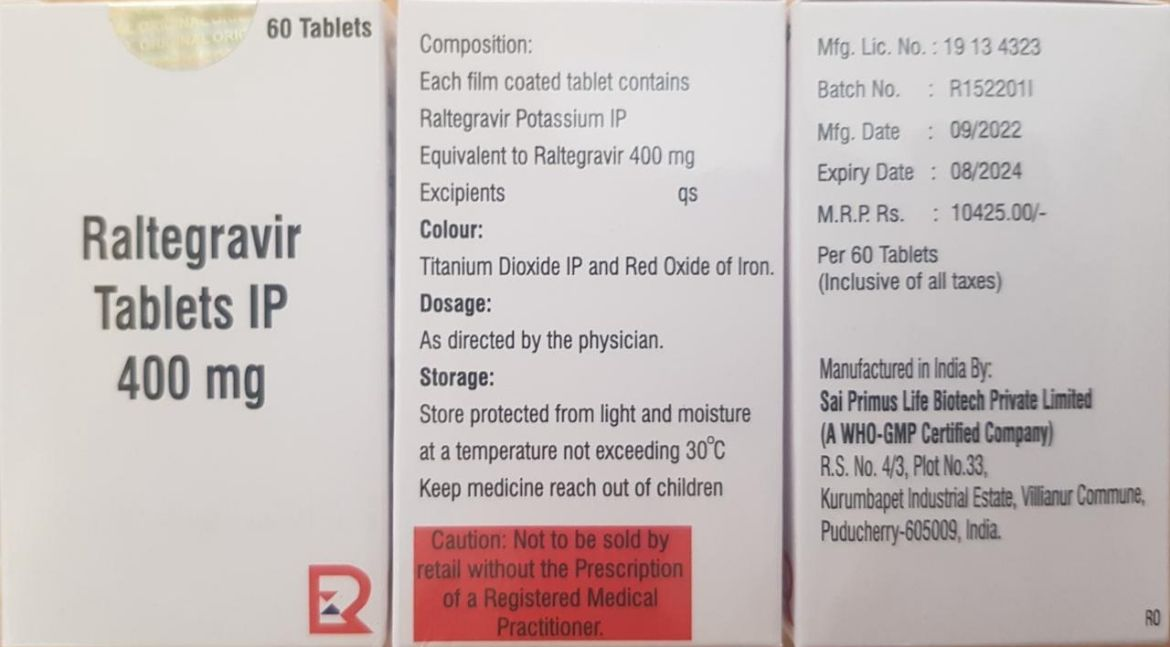 ORIGINAL
ORIGINAL ORIG
60 Tablets
Raltegravir
Tablets IP
400 mg
R
Composition:
Each film coated tablet contains
Raltegravir Potassium IP
Equivalent to Raltegravir 400 mg
Excipients qs
Colour:
Titanium Dioxide IP and Red Oxide of Iron.
Dosage:
As directed by the physician.
Storage:
Store protected from light and moisture
at a temperature not exceeding 30°C
Keep medicine reach out of children
Caution: Not to be sold by
retail without the Prescription
of a Registered Medical
Practitioner.
Mfg. Lic. No. : 19 13 4323
Batch No. : R152201I
Mfg. Date : 09/2022
Expiry Date : 08/2024
M.R.P. Rs. : 10425.00/-
Per 60 Tablets
(Inclusive of all taxes)
Manufactured in India By:
Sai Primus Life Biotech Private Limited
(A WHO-GMP Certified Company)
R.S. No. 4/3, Plot No.33,
Kurumbapet Industrial Estate, Villianur Commune,
Puducherry-605009, India.
R0